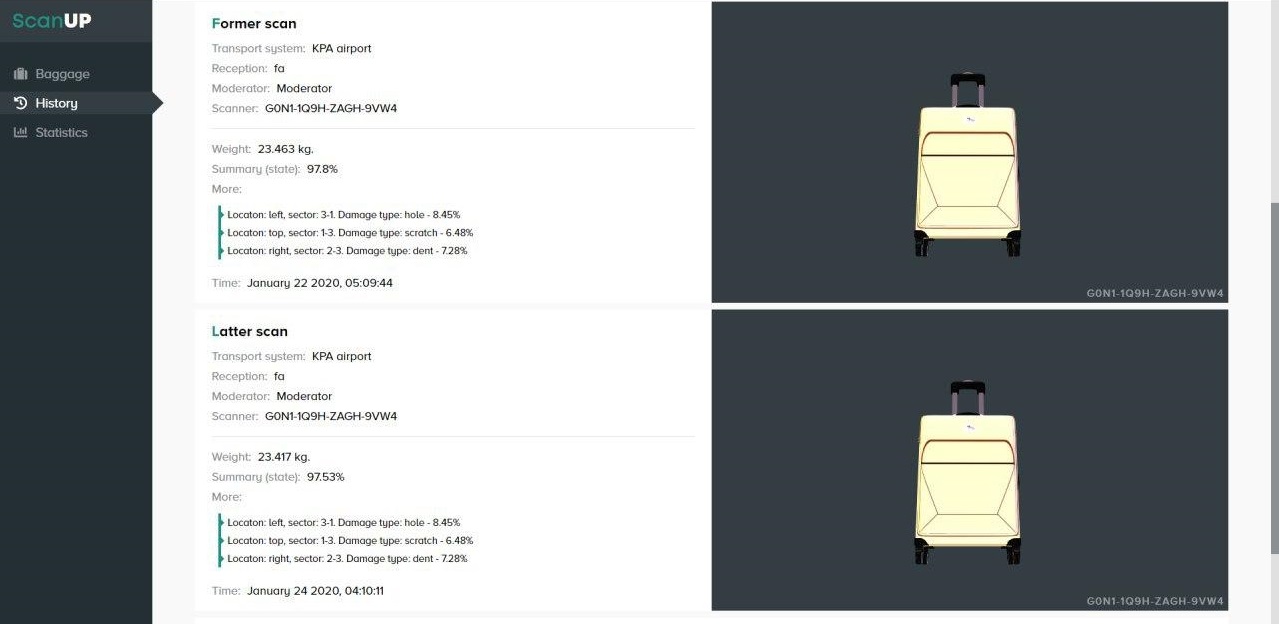 ScanUP
Baggage
History
Statistics
Former scan
Transport system: KPA airport
Reception: fa
Moderator: Moderator
Scanner: G0N1-1Q9H-ZAGH-9VW4
Weight: 23.463 kg.
Summary (state): 97.8%
More:
Locaton: left, sector: 3-1. Damage type: hole - 8.45%
Locaton: top, sector: 1-3. Damage type: scratch - 6.48%
Locaton: right, sector: 2-3. Damage type: dent - 7.28%
Time: January 22 2020, 05:09:44
G0N1-1Q9H-ZAGH-9VW4
Latter scan
Transport system: KPA airport
Reception: fa
Moderator: Moderator
Scanner: G0N1-1Q9H-ZAGH-9VW4
Weight: 23.417 kg.
Summary (state): 97.53%
More:
Locaton: left, sector: 3-1. Damage type: hole - 8.45%
Locaton: top, sector: 1-3. Damage type: scratch - 6.48%
Locaton: right, sector: 2-3. Damage type: dent - 7.28%
Time: January 24 2020, 04:10:11
G0N1-1Q9H-ZAGH-9VW4